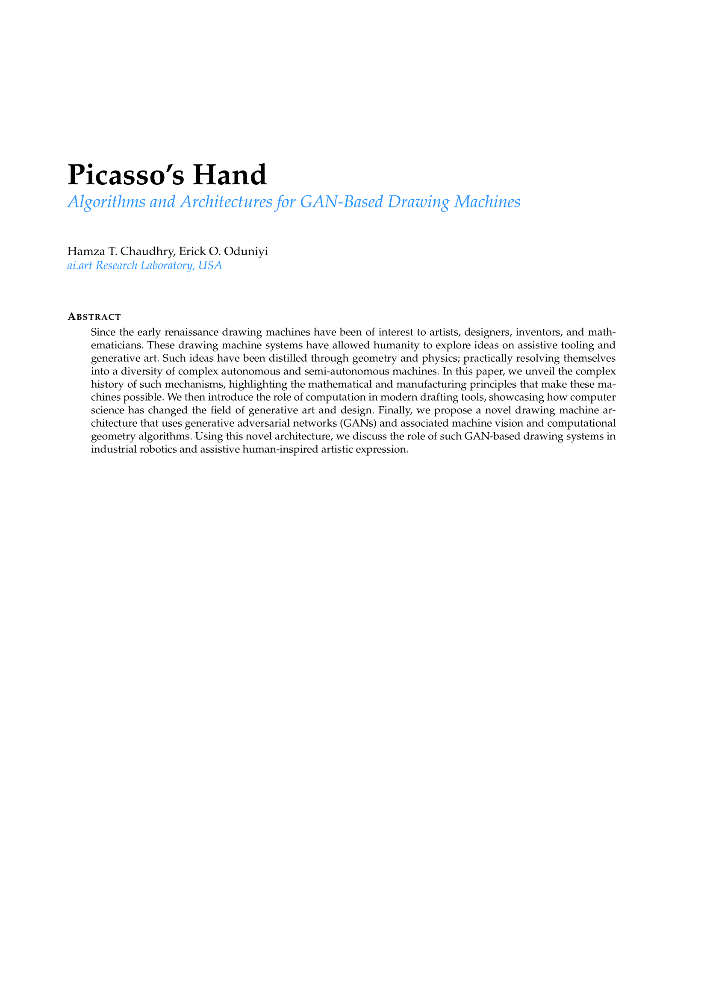 Picasso's Hand
Algorithms and Architectures for GAN-Based Drawing Machines
Hamza T. Chaudhry, Erick O. Oduniyi
ai.art Research Laboratory, USA
ABSTRACT
Since the early renaissance drawing machines have been of interest to artists, designers, inventors, and math-
ematicians. These drawing machine systems have allowed humanity to explore ideas on assistive tooling and
generative art. Such ideas have been distilled through geometry and physics; practically resolving themselves
into a diversity of complex autonomous and semi-autonomous machines. In this paper, we unveil the complex
history of such mechanisms, highlighting the mathematical and manufacturing principles that make these ma-
chines possible. We then introduce the role of computation in modern drafting tools, showcasing how computer
science has changed the field of generative art and design. Finally, we propose a novel drawing machine ar-
chitecture that uses generative adversarial networks (GANs) and associated machine vision and computational
geometry algorithms. Using this novel architecture, we discuss the role of such GAN-based drawing systems in
industrial robotics and assistive human-inspired artistic expression.